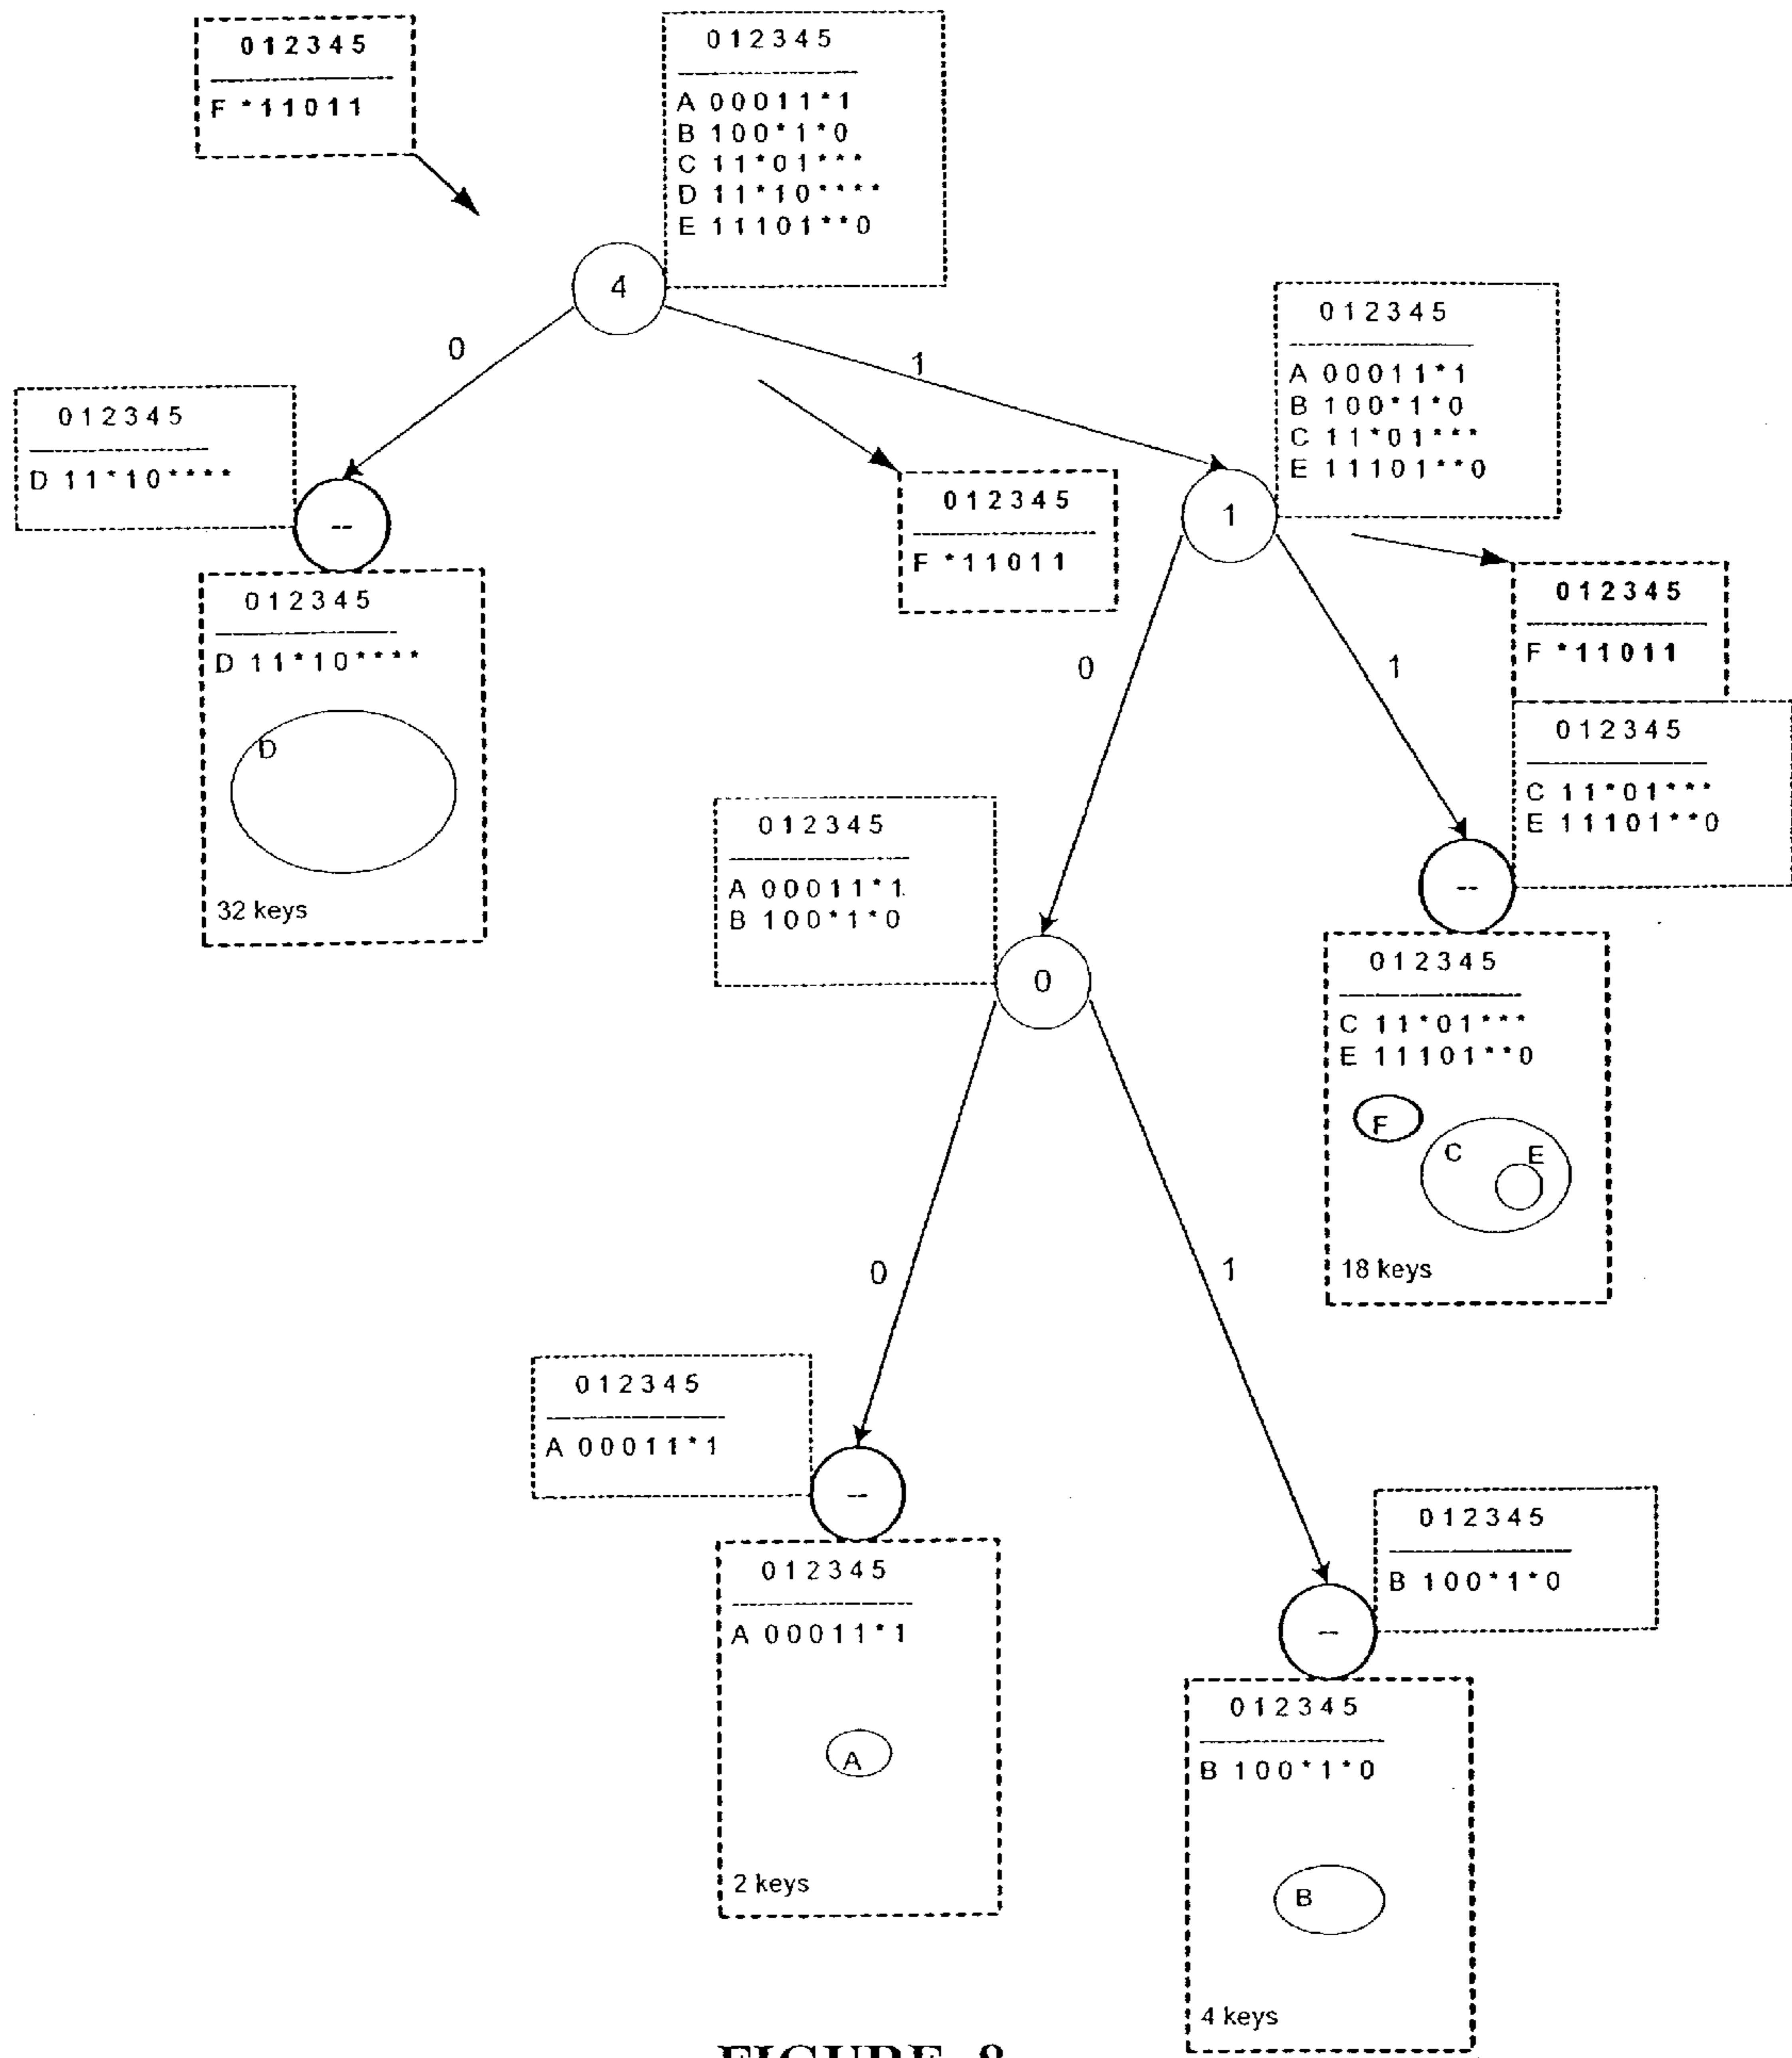 012345
F *11011
012345
A 00011*1
B 100*1*0
C 11*01***
D 11*10****
E 11101**0
4
0
1
012345
A 00011*1
B 100*1*0
C 11*01***
E 11101**0
012345
D 11*10****
--
012345
F *11011
1
012345
D 11*10****
D
32 keys
0
1
012345
F *11011
012345
C 11*01***
E 11101**0
--
012345
A 00011*1
B 100*1*0
0
012345
C 11*01***
E 11101**0
F
C
E
18 keys
0
1
012345
A 00011*1
--
012345
A 00011*1
A
2 keys
012345
B 100*1*0
--
012345
B 100*1*0
B
4 keys
FIGURE 8